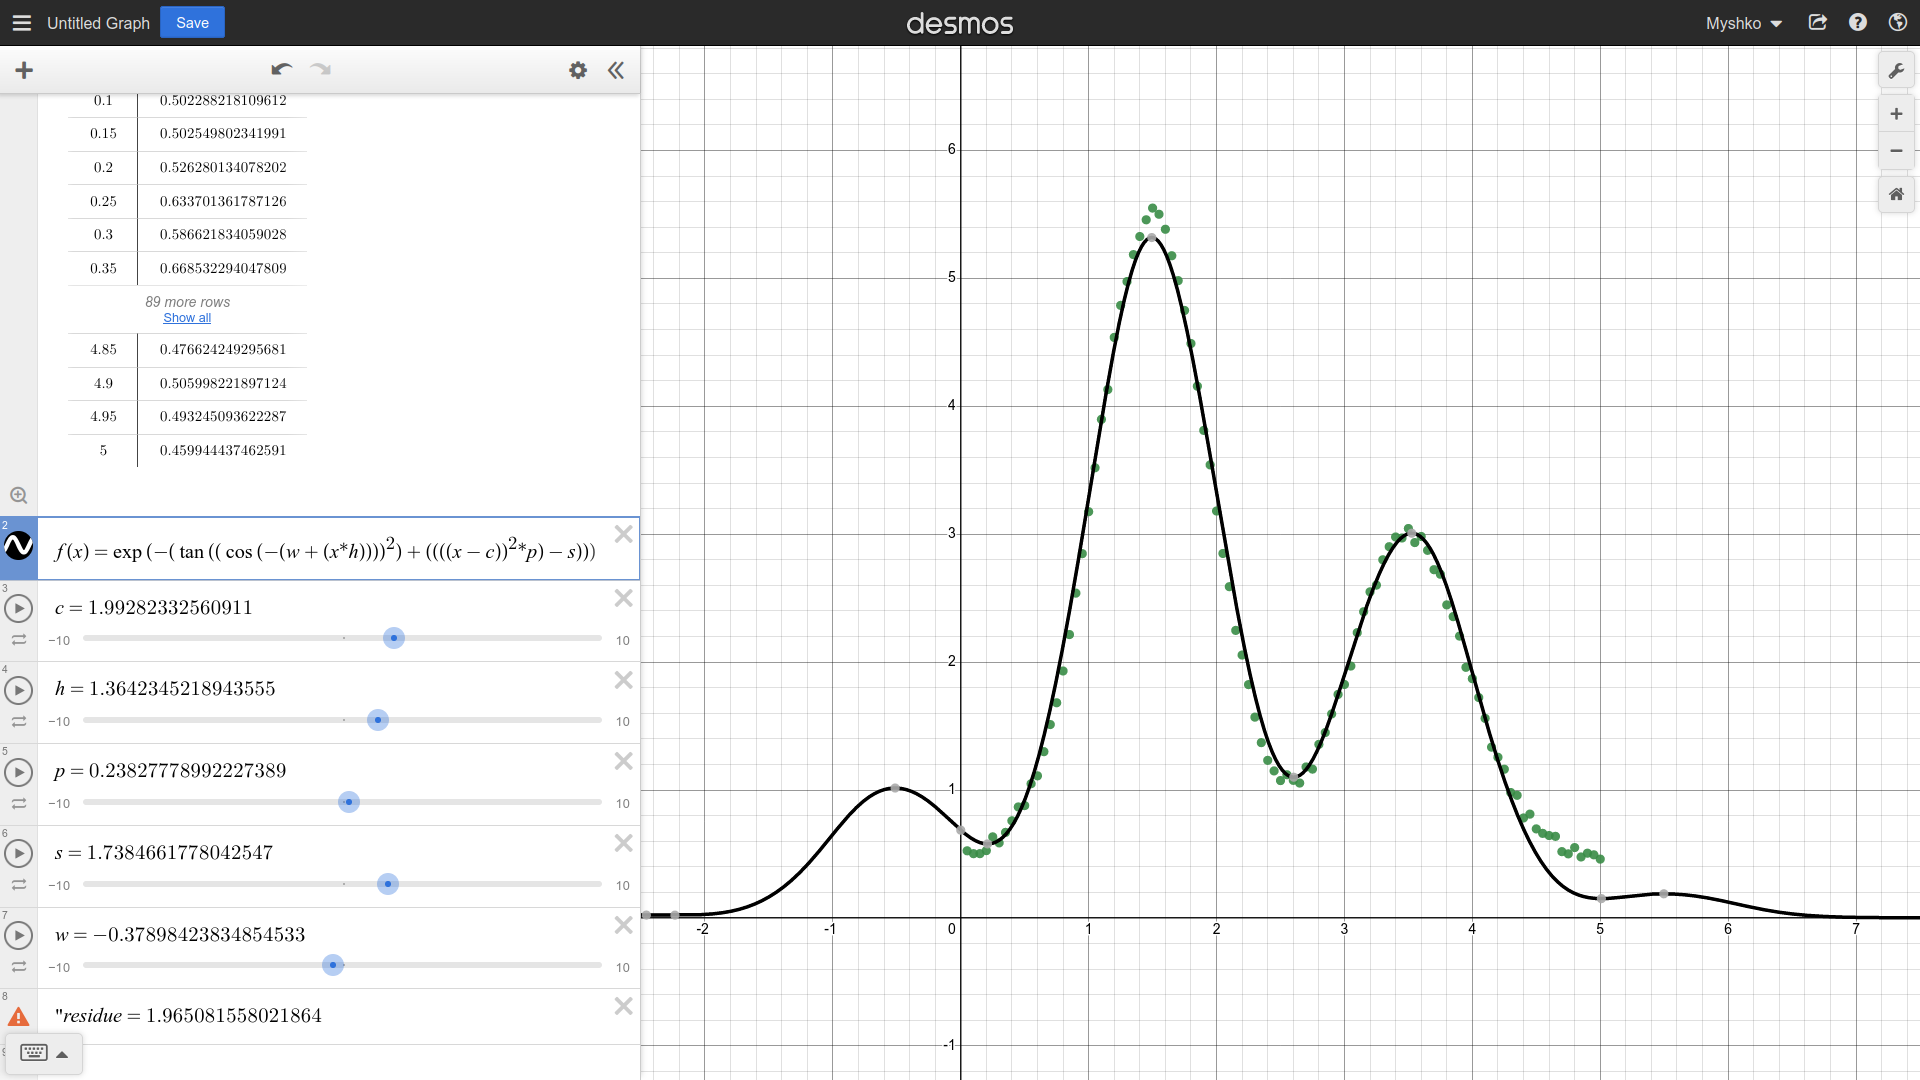 Untitled Graph Save desmos Myshko
0.1 0.502288218109612
0.15 0.502549802341991
0.2 0.526280134078202
0.25 0.633701361787126
0.3 0.586621834059028
0.35 0.668532294047809
89 more rows
Show all
4.85 0.476624249295681
4.9 0.505998221897124
4.95 0.493245093622287
5 0.459944437462591
2
f(x) = exp (−( tan (( cos (−(w + (x*h))))²) + ((((x − c))²*p) − s)))
3
c = 1.99282332560911
−10 10
4
h = 1.3642345218943555
−10 10
5
p = 0.23827778992227389
−10 10
6
s = 1.7384661778042547
−10 10
7
w = −0.37898423834854533
−10 10
8
"residue = 1.965081558021864
6
5
4
3
2
1
-2 -1 0 1 2 3 4 5 6 7
-1